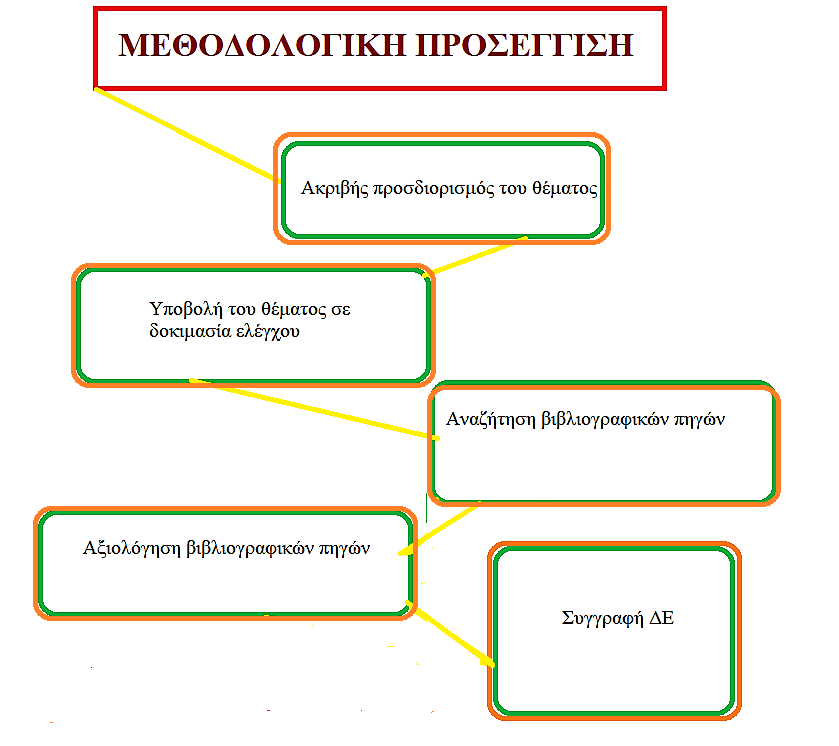 ΜΕΘΟΔΟΛΟΓΙΚΗ ΠΡΟΣΕΓΓΙΣΗ
Ακριβής προσδιορισμός του θέματος
Υποβολή του θέματος σε
δοκιμασία ελέγχου
Αναζήτηση βιβλιογραφικών πηγών
Αξιολόγηση βιβλιογραφικών πηγών
Συγγραφή ΔΕ